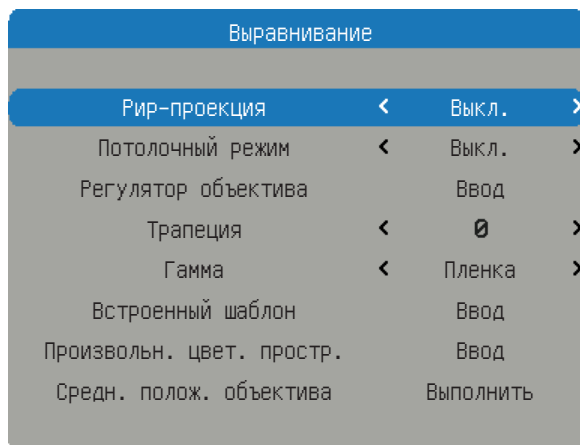 Выравнивание
Рир-проекция < Выкл. >
Потолочный режим < Выкл. >
Регулятор объектива Ввод
Трапеция < 0 >
Гамма < Пленка >
Встроенный шаблон Ввод
Произвольн. цвет. простр. Ввод
Средн. полож. объектива Выполнить